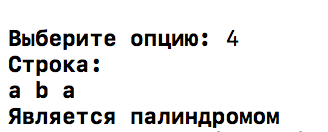 Выберите опцию: 4
Строка:
a b a
Является палиндромом